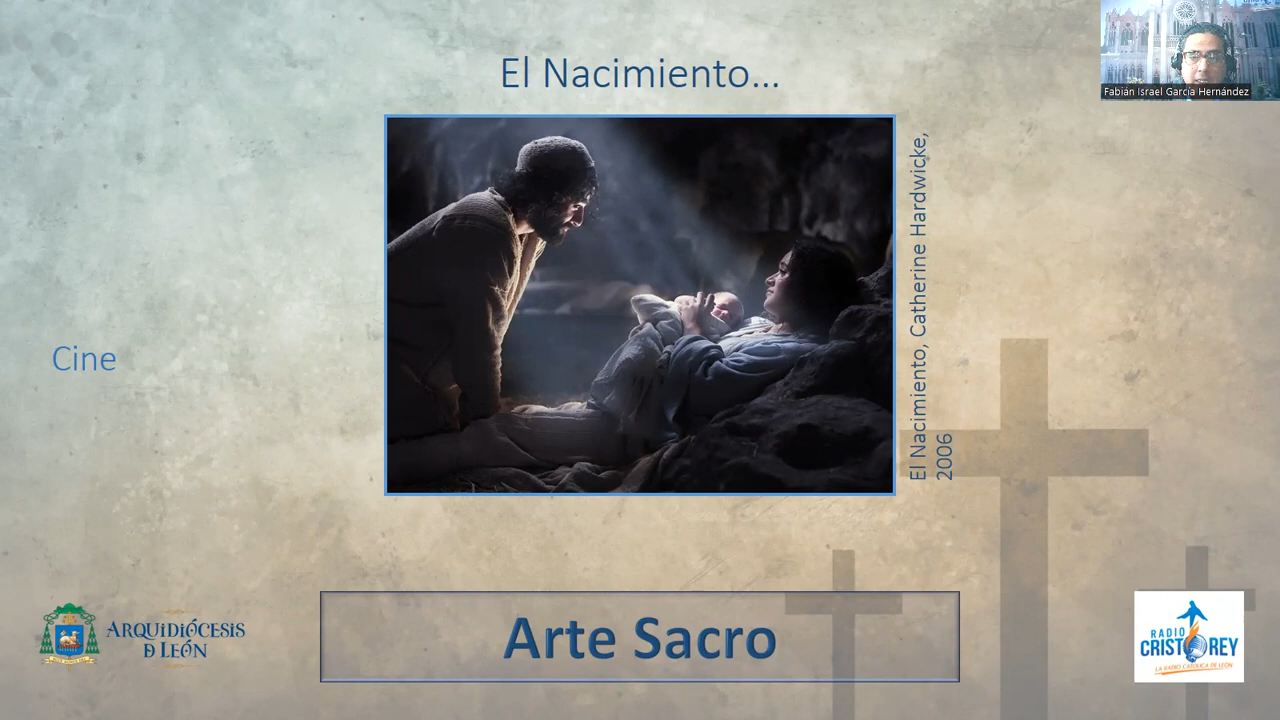 El Nacimiento...
Fabián Israel García Hernández
El Nacimiento, Catherine Hardwicke,
2006
Cine
ARQUIDIÓCESIS
D LEÓN
Arte Sacro
RADIO
CRISTO REY
LA RADIO CATÓLICA DE LEÓN